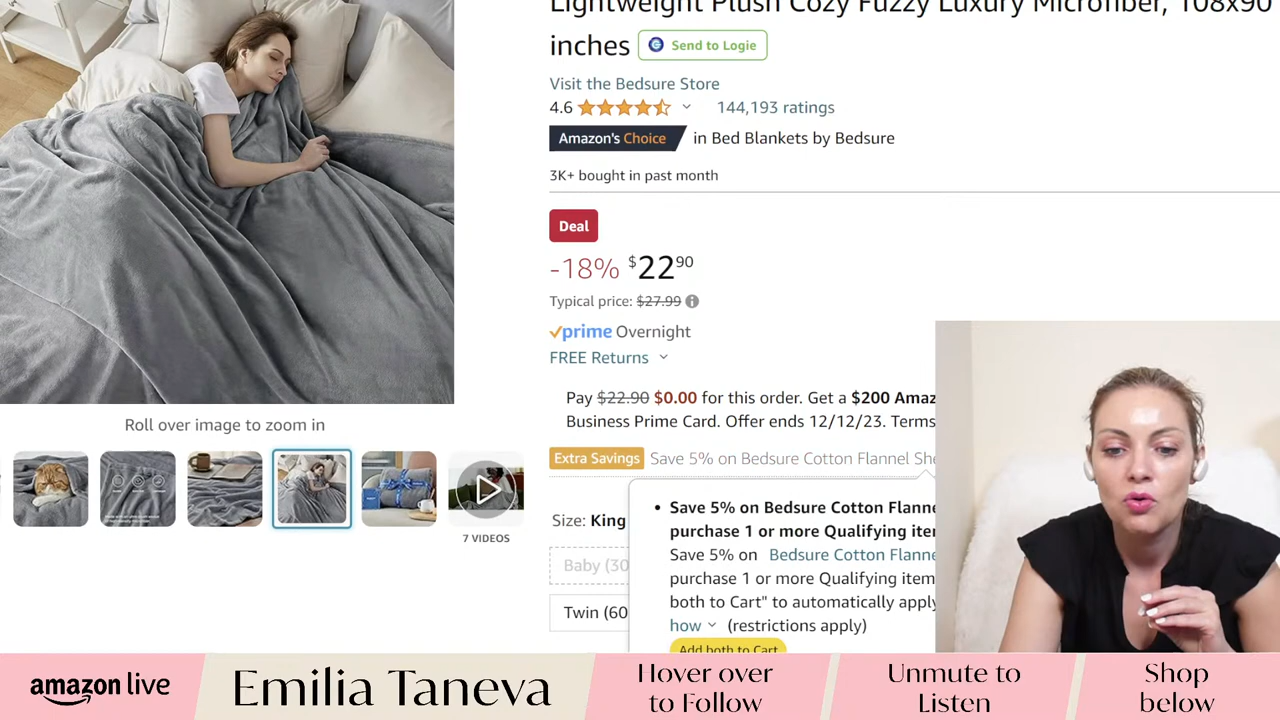 Lightweight Plush Cozy Fuzzy Luxury Microfiber, 108x90
inches Send to Logie
Visit the Bedsure Store
4.6 144,193 ratings
Amazon's Choice in Bed Blankets by Bedsure
3K+ bought in past month
Deal
-18% $22 90
Typical price: $27.99
prime Overnight
FREE Returns
Pay $22.90 $0.00 for this order. Get a $200 Amaz
Business Prime Card. Offer ends 12/12/23. Terms
Extra Savings Save 5% on Bedsure Cotton Flannel She
Save 5% on Bedsure Cotton Flanne
purchase 1 or more Qualifying iter
Save 5% on Bedsure Cotton Flanne
purchase 1 or more Qualifying item
both to Cart" to automatically apply
how (restrictions apply)
Add both to Cart
Size: King
Baby (30
Twin (60
Roll over image to zoom in
7 VIDEOS
amazon live
Emilia Taneva
Hover over
to Follow
Unmute to
Listen
Shop
below